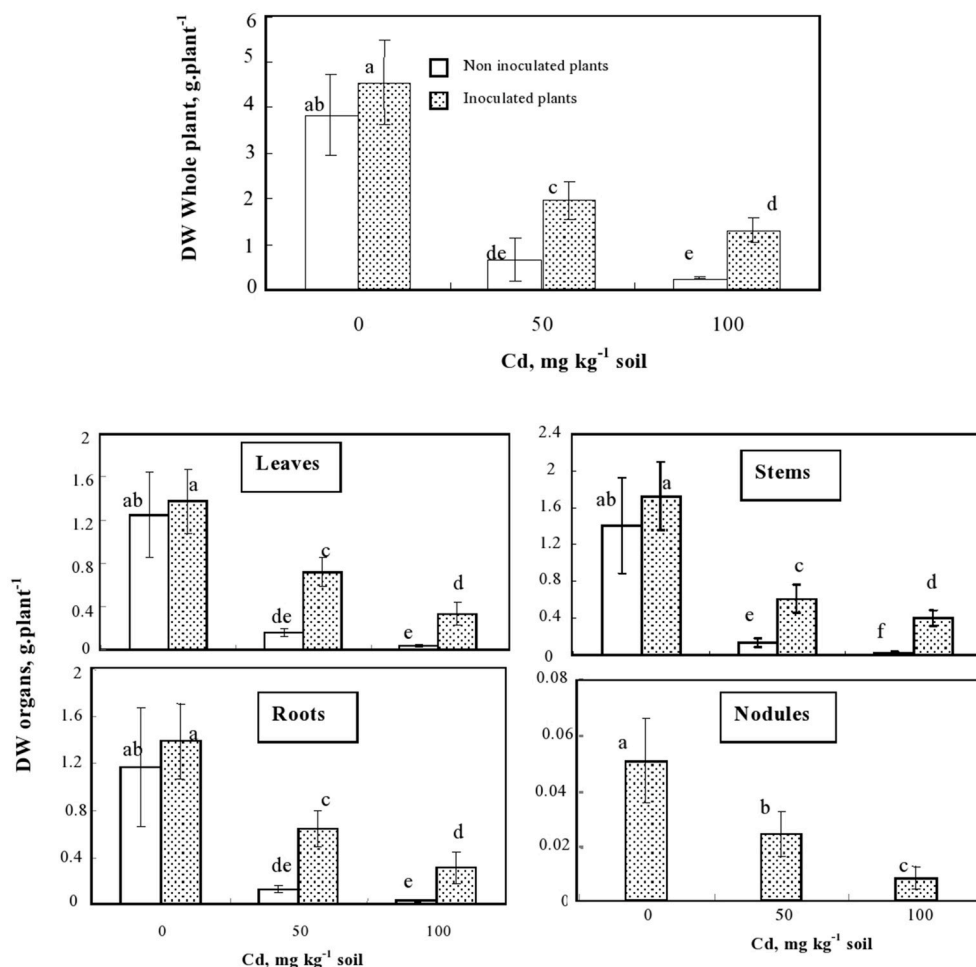 DW Whole plant, g.plant⁻¹
6
5
4
3
2
1
0
Non inoculated plants
Inoculated plants
ab
a
de
c
e
d
0
50
100
Cd, mg kg⁻¹ soil
DW organs, g.plant⁻¹
2
1.6
1.2
0.8
0.4
0
Leaves
ab
a
de
c
e
d
2.4
2
1.6
1.2
0.8
0.4
0
Stems
ab
a
e
c
f
d
2
1.6
1.2
0.8
0.4
0
Roots
ab
a
de
c
e
d
0
50
100
Cd, mg kg⁻¹ soil
0.08
0.06
0.04
0.02
0
Nodules
a
b
c
0
50
100
Cd, mg kg⁻¹ soil